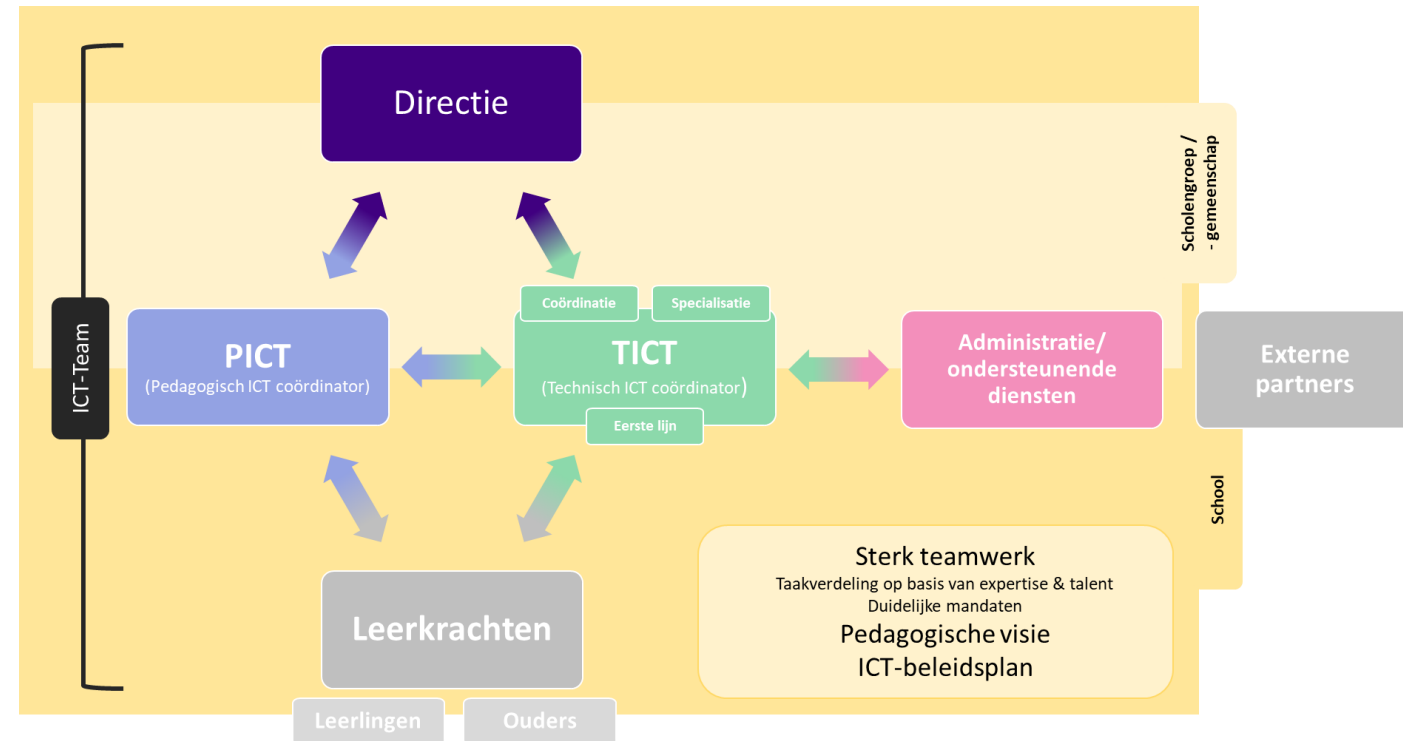 Directie
Scholengroep /
- gemeenschap
ICT-Team
Coördinatie
Specialisatie
PICT
(Pedagogisch ICT coördinator)
TICT
(Technisch ICT coördinator)
Eerste lijn
Administratie/
ondersteunende
diensten
Externe
partners
School
Leerkrachten
Leerlingen
Ouders
Sterk teamwerk
Taakverdeling op basis van expertise & talent
Duidelijke mandaten
Pedagogische visie
ICT-beleidsplan